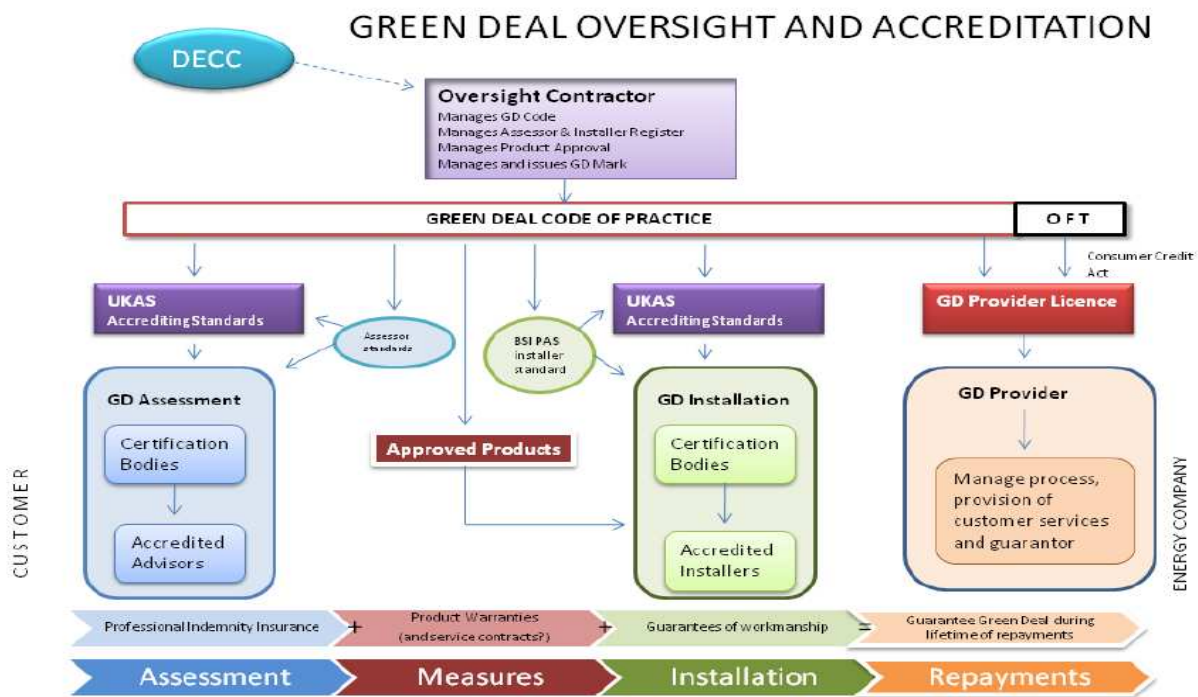 GREEN DEAL OVERSIGHT AND ACCREDITATION
DECC
Oversight Contractor
Manages GD Code
Manages Assessor & Installer Register
Manages Product Approval
Manages and issues GD Mark
GREEN DEAL CODE OF PRACTICE
O F T
Consumer Credit
Act
UKAS
Accrediting Standards
Assessor
standards
BSI PAS
installer
standard
UKAS
Accrediting Standards
GD Provider Licence
GD Assessment
Certification
Bodies
Accredited
Advisors
Approved Products
GD Installation
Certification
Bodies
Accredited
Installers
GD Provider
Manage process,
provision of
customer services
and guarantor
CUSTOMER
ENERGY COMPANY
Professional Indemnity Insurance
+
Product Warranties
(and service contracts?)
+
Guarantees of workmanship
=
Guarantee Green Deal during
lifetime of repayments
Assessment
Measures
Installation
Repayments